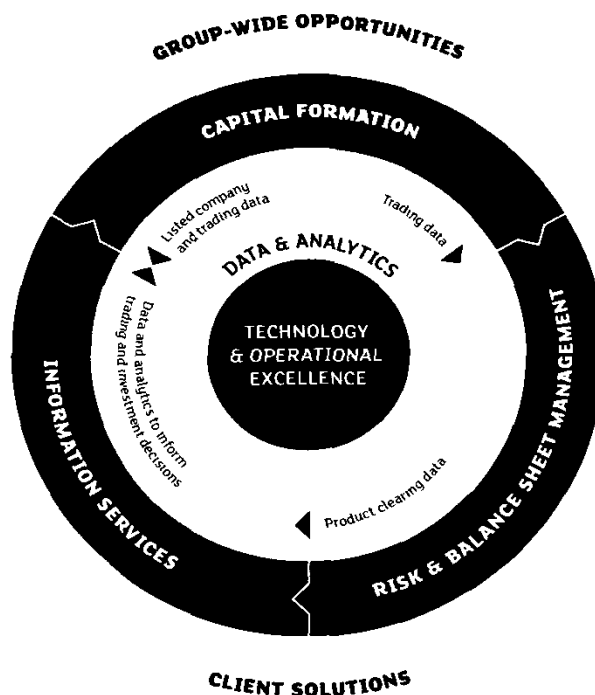 GROUP-WIDE OPPORTUNITIES
CAPITAL FORMATION
Listed company
and trading data
Trading data
DATA & ANALYTICS
TECHNOLOGY
& OPERATIONAL
EXCELLENCE
Data and analytics to inform
trading and investment decisions
INFORMATION SERVICES
RISK & BALANCE SHEET MANAGEMENT
Product clearing data
CLIENT SOLUTIONS